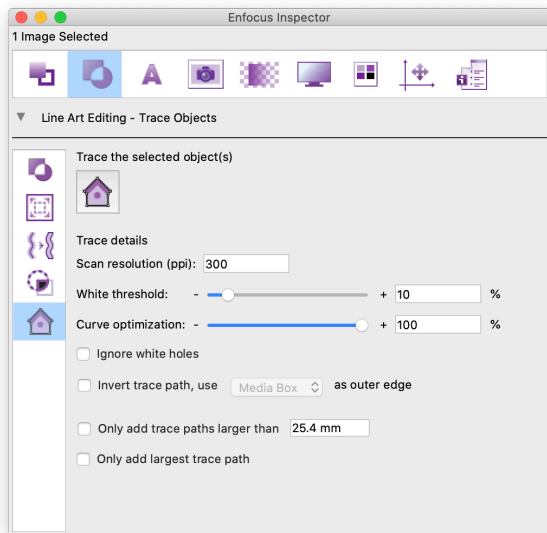 Enfocus Inspector
1 Image Selected
A
Line Art Editing - Trace Objects
Trace the selected object(s)
Trace details
Scan resolution (ppi): 300
White threshold: - + 10 %
Curve optimization: - + 100 %
Ignore white holes
Invert trace path, use Media Box as outer edge
Only add trace paths larger than 25.4 mm
Only add largest trace path